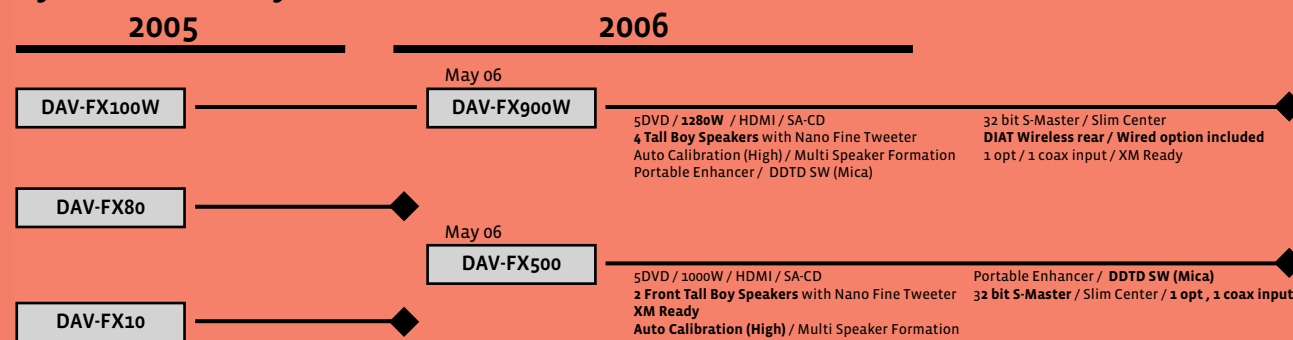 2005
2006
May 06
DAV-FX100W
DAV-FX900W
5DVD / 1280W / HDMI / SA-CD
4 Tall Boy Speakers with Nano Fine Tweeter
Auto Calibration (High) / Multi Speaker Formation
Portable Enhancer / DDTD SW (Mica)
32 bit S-Master / Slim Center
DIAT Wireless rear / Wired option included
1 opt / 1 coax input / XM Ready
DAV-FX80
May 06
DAV-FX500
5DVD / 1000W / HDMI / SA-CD
2 Front Tall Boy Speakers with Nano Fine Tweeter
XM Ready
Auto Calibration (High) / Multi Speaker Formation
Portable Enhancer / DDTD SW (Mica)
32 bit S-Master / Slim Center / 1 opt , 1 coax input
DAV-FX10